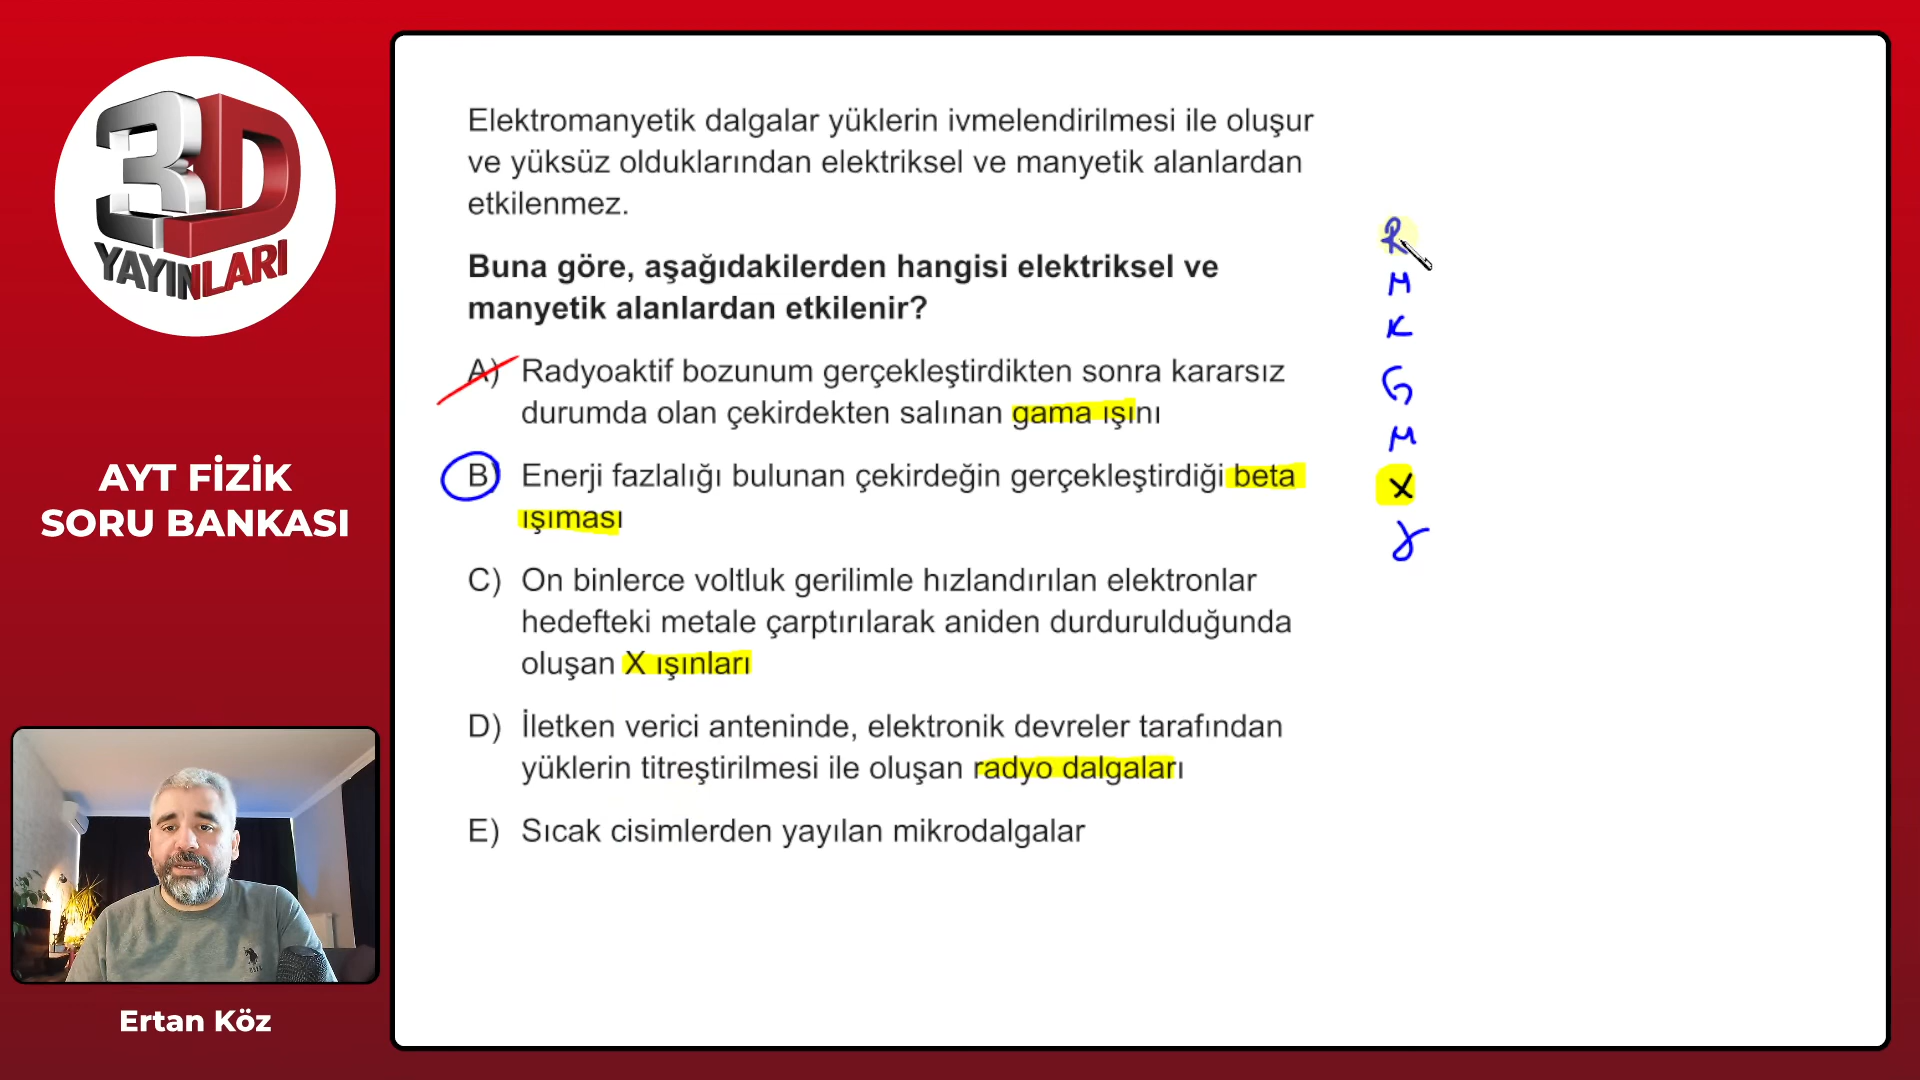 3D
YAYINLARI
AYT FİZİK
SORU BANKASI
Ertan Köz
Elektromanyetik dalgalar yüklerin ivmelendirilmesi ile oluşur
ve yüksüz olduklarından elektriksel ve manyetik alanlardan
etkilenmez.
Buna göre, aşağıdakilerden hangisi elektriksel ve
manyetik alanlardan etkilenir?
A) Radyoaktif bozunum gerçekleştirdikten sonra kararsız
durumda olan çekirdekten salınan gama ışını
B) Enerji fazlalığı bulunan çekirdeğin gerçekleştirdiği beta
ışıması
C) On binlerce voltluk gerilimle hızlandırılan elektronlar
hedefteki metale çarptırılarak aniden durdurulduğunda
oluşan X ışınları
D) İletken verici anteninde, elektronik devreler tarafından
yüklerin titreştirilmesi ile oluşan radyo dalgaları
E) Sıcak cisimlerden yayılan mikrodalgalar
R
M
K
G
M
X
γ